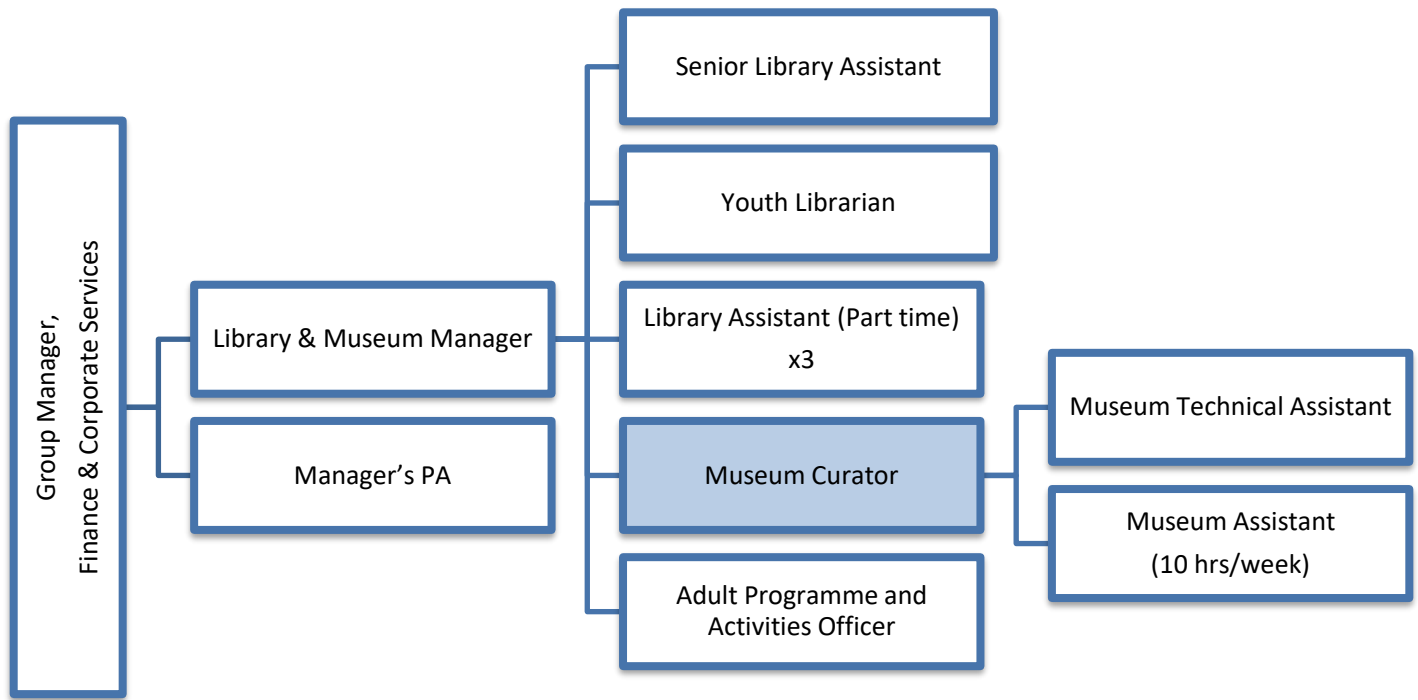 Group Manager,
Finance & Corporate Services
Library & Museum Manager
Manager’s PA
Senior Library Assistant
Youth Librarian
Library Assistant (Part time)
x3
Museum Curator
Adult Programme and
Activities Officer
Museum Technical Assistant
Museum Assistant
(10 hrs/week)